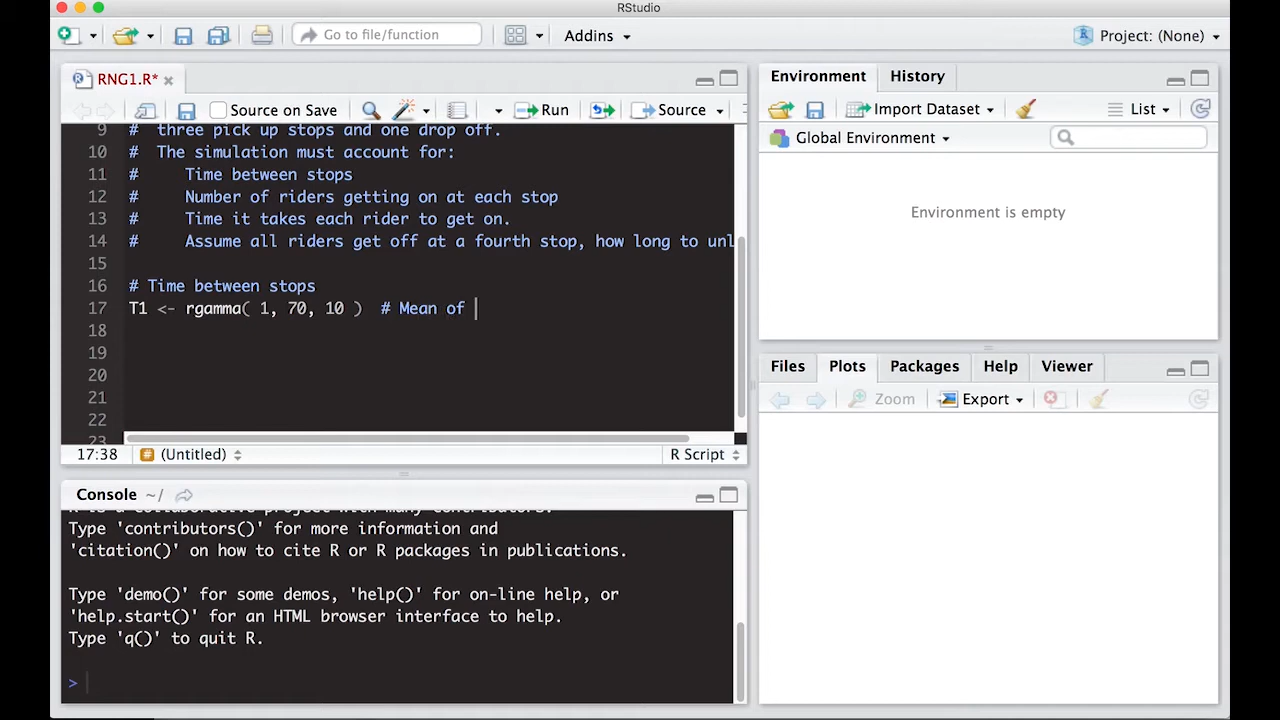 RStudio
Go to file/function
Addins
Project: (None)
RNG1.R*
Source on Save
Run
Source
9 # three pick up stops and one drop off.
10 # The simulation must account for:
11 # Time between stops
12 # Number of riders getting on at each stop
13 # Time it takes each rider to get on.
14 # Assume all riders get off at a fourth stop, how long to unl
15
16 # Time between stops
17 T1 <- rgamma( 1, 70, 10 ) # Mean of
18
19
20
21
22
23
17:38 # (Untitled) R Script
Console ~/
Type 'contributors()' for more information and
'citation()' on how to cite R or R packages in publications.
Type 'demo()' for some demos, 'help()' for on-line help, or
'help.start()' for an HTML browser interface to help.
Type 'q()' to quit R.
>
Environment History
Import Dataset List
Global Environment
Environment is empty
Files Plots Packages Help Viewer
Zoom Export